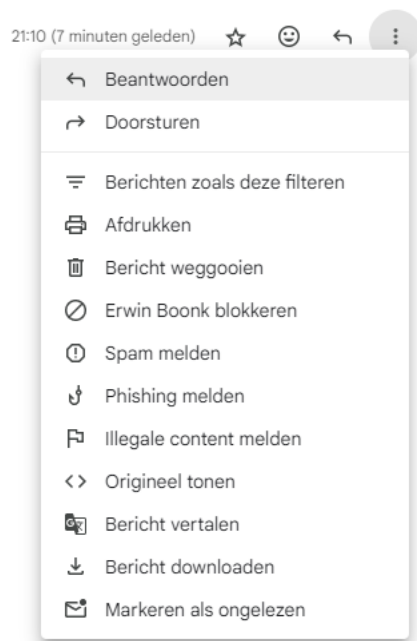 21:10 (7 minuten geleden)
Beantwoorden
Doorsturen
Berichten zoals deze filteren
Afdrukken
Bericht weggooien
Erwin Boonk blokkeren
Spam melden
Phishing melden
Illegale content melden
Origineel tonen
Bericht vertalen
Bericht downloaden
Markeren als ongelezen